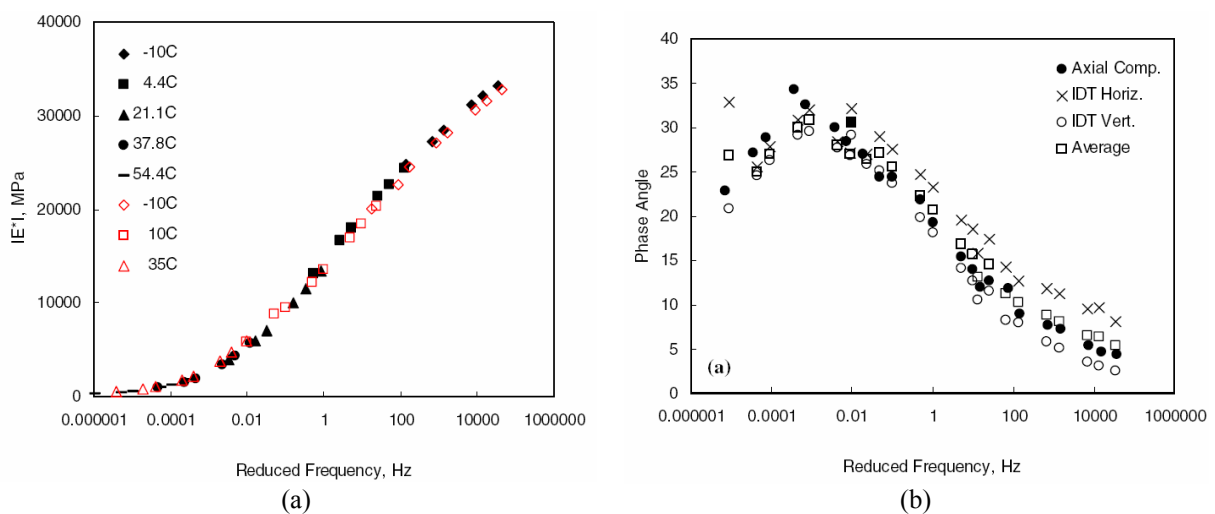 40000
30000
20000
10000
0
IE*I, MPa
-10C
4.4C
21.1C
37.8C
54.4C
-10C
10C
35C
0.000001
0.0001
0.01
1
100
10000
1000000
Reduced Frequency, Hz
(a)
40
35
30
25
20
15
10
5
0
Phase Angle
Axial Comp.
IDT Horiz.
IDT Vert.
Average
(a)
0.000001
0.0001
0.01
1
100
10000
1000000
Reduced Frequency, Hz
(b)